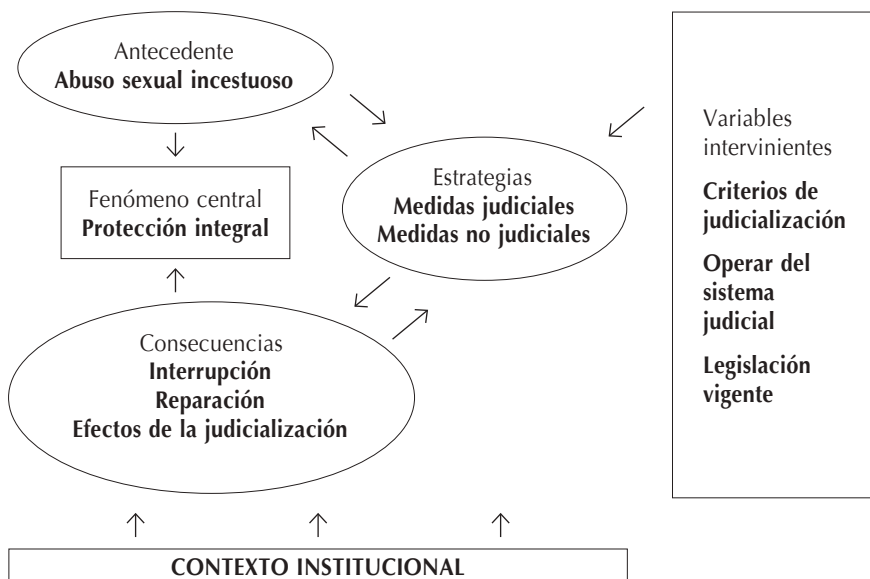 Antecedente
Abuso sexual incestuoso
Fenómeno central
Protección integral
Estrategias
Medidas judiciales
Medidas no judiciales
Consecuencias
Interrupción
Reparación
Efectos de la judicialización
Variables
intervinientes
Criterios de
judicialización
Operar del
sistema
judicial
Legislación
vigente
CONTEXTO INSTITUCIONAL